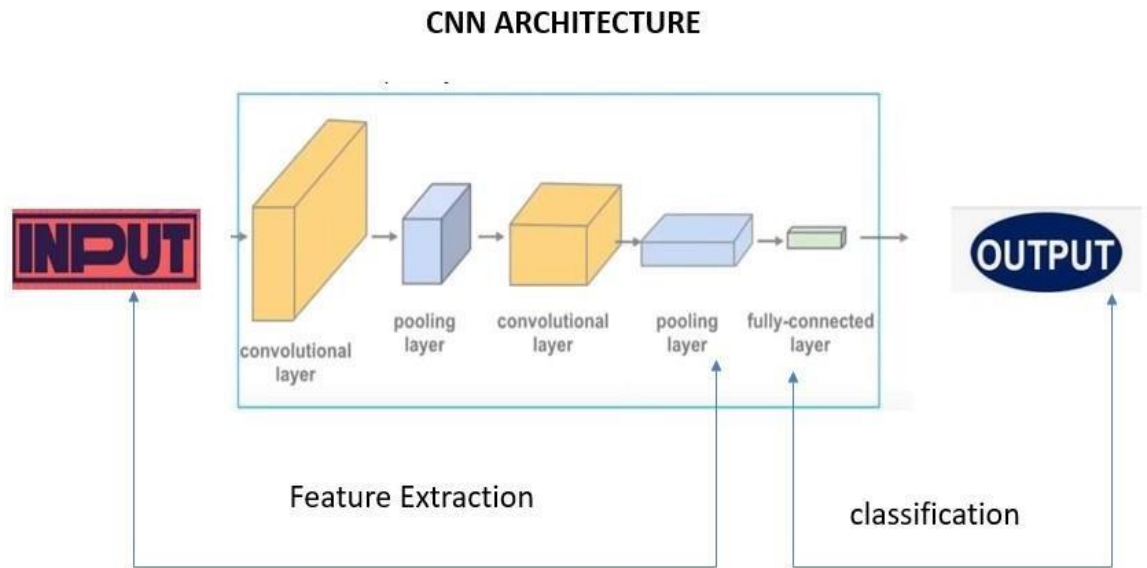 CNN ARCHITECTURE
INPUT
convolutional
layer
pooling
layer
convolutional
layer
pooling
layer
fully-connected
layer
OUTPUT
Feature Extraction
classification